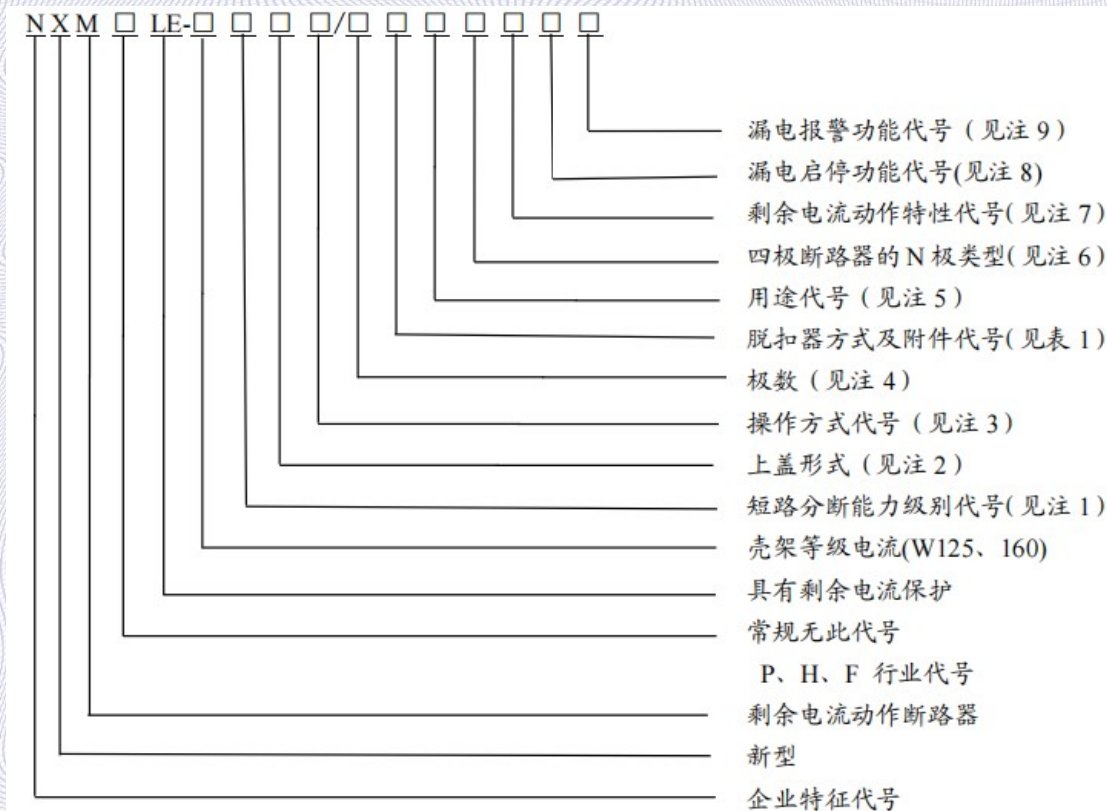 NXM□ LE-□ □ □ □/□ □ □ □ □ □ □
漏电报警功能代号（见注 9）
漏电启停功能代号(见注 8)
剩余电流动作特性代号(见注 7)
四极断路器的N极类型(见注 6)
用途代号（见注 5）
脱扣器方式及附件代号(见表 1)
极数（见注 4）
操作方式代号（见注 3）
上盖形式（见注 2）
短路分断能力级别代号(见注 1)
壳架等级电流(W125、160)
具有剩余电流保护
常规无此代号
P、H、F 行业代号
剩余电流动作断路器
新型
企业特征代号